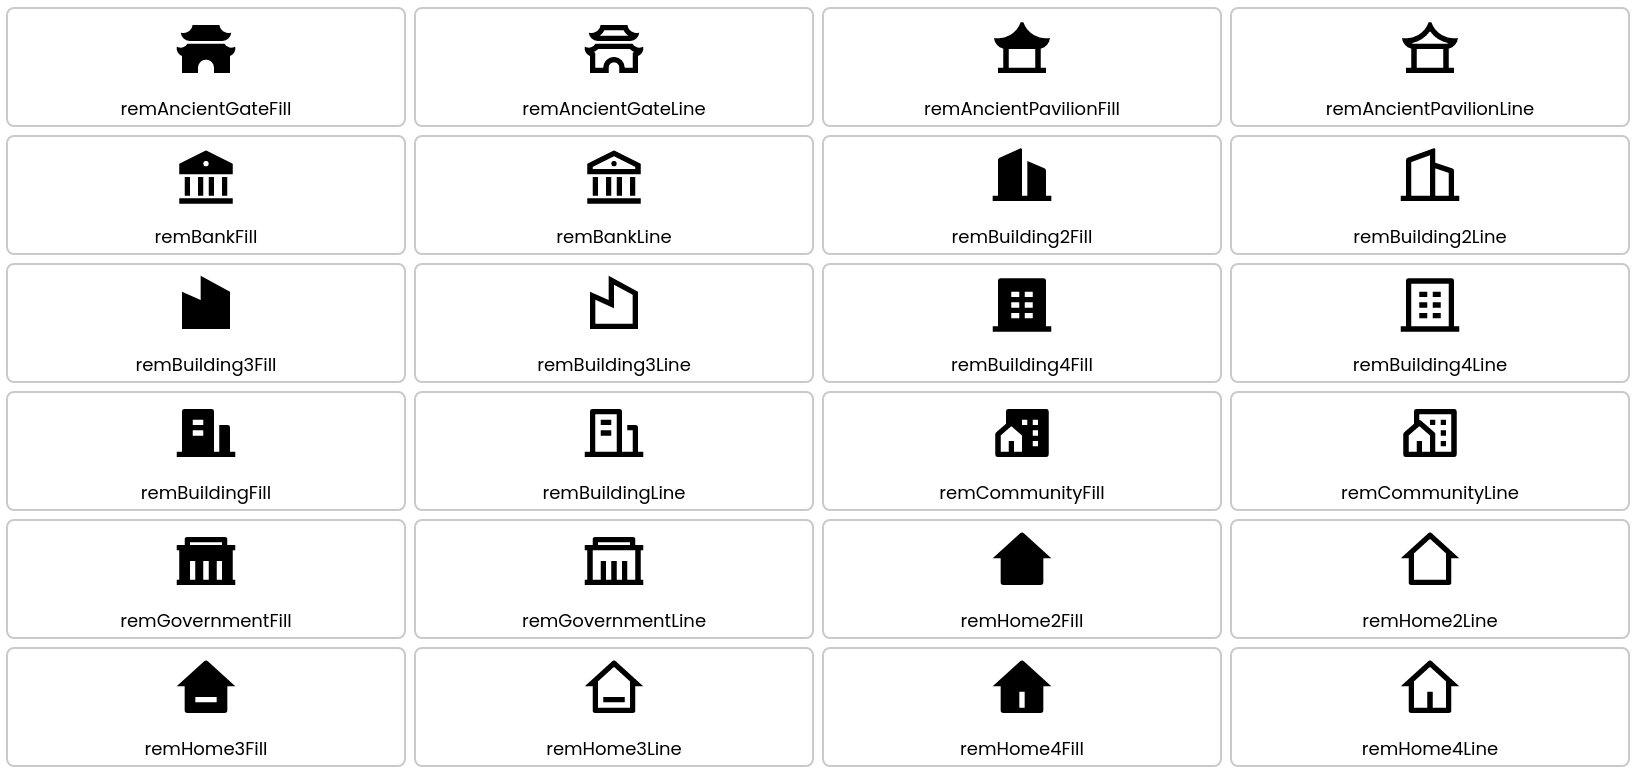 remAncientGateFill
remAncientGateLine
remAncientPavilionFill
remAncientPavilionLine
remBankFill
remBankLine
remBuilding2Fill
remBuilding2Line
remBuilding3Fill
remBuilding3Line
remBuilding4Fill
remBuilding4Line
remBuildingFill
remBuildingLine
remCommunityFill
remCommunityLine
remGovernmentFill
remGovernmentLine
remHome2Fill
remHome2Line
remHome3Fill
remHome3Line
remHome4Fill
remHome4Line